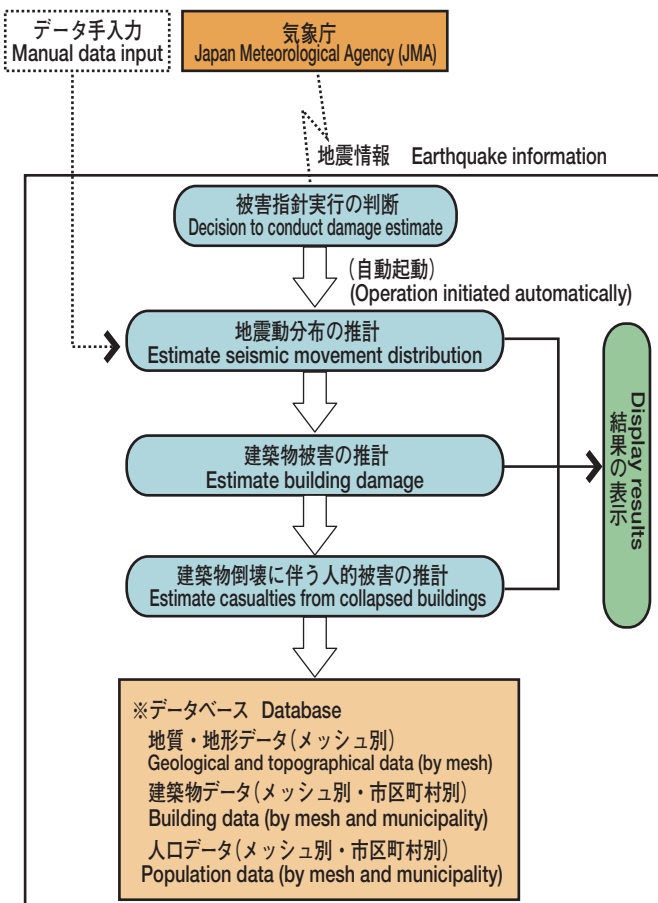 データ手入力
Manual data input
気象庁
Japan Meteorological Agency (JMA)
地震情報 Earthquake information
被害指針実行の判断
Decision to conduct damage estimate
(自動起動)
(Operation initiated automatically)
地震動分布の推計
Estimate seismic movement distribution
建築物被害の推計
Estimate building damage
建築物倒壊に伴う人的被害の推計
Estimate casualties from collapsed buildings
Display results
結果の表示
※データベース Database
地質・地形データ(メッシュ別)
Geological and topographical data (by mesh)
建築物データ(メッシュ別・市区町村別)
Building data (by mesh and municipality)
人口データ(メッシュ別・市区町村別)
Population data (by mesh and municipality)